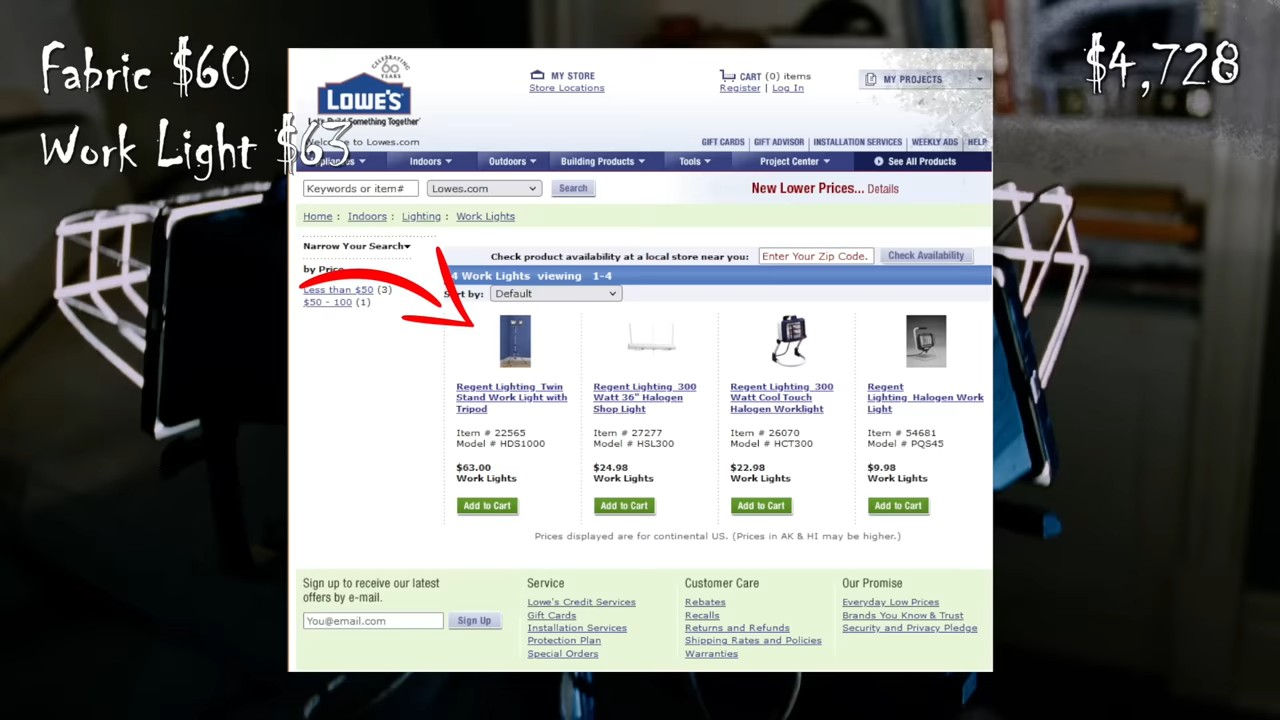 Fabric $60
Work Light $63
$4,728
CELEBRATING
60
YEARS
LOWE'S
Let's Build Something Together
Welcome to Lowes.com
MY STORE
Store Locations
CART (0) items
Register | Log In
MY PROJECTS
GIFT CARDS | GIFT ADVISOR | INSTALLATION SERVICES | WEEKLY ADS | HELP
Appliances
Indoors
Outdoors
Building Products
Tools
Project Center
See All Products
Keywords or item#
Lowes.com
Search
New Lower Prices... Details
Home : Indoors : Lighting : Work Lights
Narrow Your Search
by Price
Less than $50 (3)
$50 - 100 (1)
Check product availability at a local store near you:
Enter Your Zip Code.
Check Availability
4 Work Lights viewing 1-4
Sort by:
Default
Regent Lighting Twin
Stand Work Light with
Tripod
Item # 22565
Model # HDS1000
$63.00
Work Lights
Add to Cart
Regent Lighting 300
Watt 36" Halogen
Shop Light
Item # 27277
Model # HSL300
$24.98
Work Lights
Add to Cart
Regent Lighting 300
Watt Cool Touch
Halogen Worklight
Item # 26070
Model # HCT300
$22.98
Work Lights
Add to Cart
Regent
Lighting Halogen Work
Light
Item # 54681
Model # PQS45
$9.98
Work Lights
Add to Cart
Prices displayed are for continental US. (Prices in AK & HI may be higher.)
Sign up to receive our latest
offers by e-mail.
You@email.com
Sign Up
Service
Lowe's Credit Services
Gift Cards
Installation Services
Protection Plan
Special Orders
Customer Care
Rebates
Recalls
Returns and Refunds
Shipping Rates and Policies
Warranties
Our Promise
Everyday Low Prices
Brands You Know & Trust
Security and Privacy Pledge